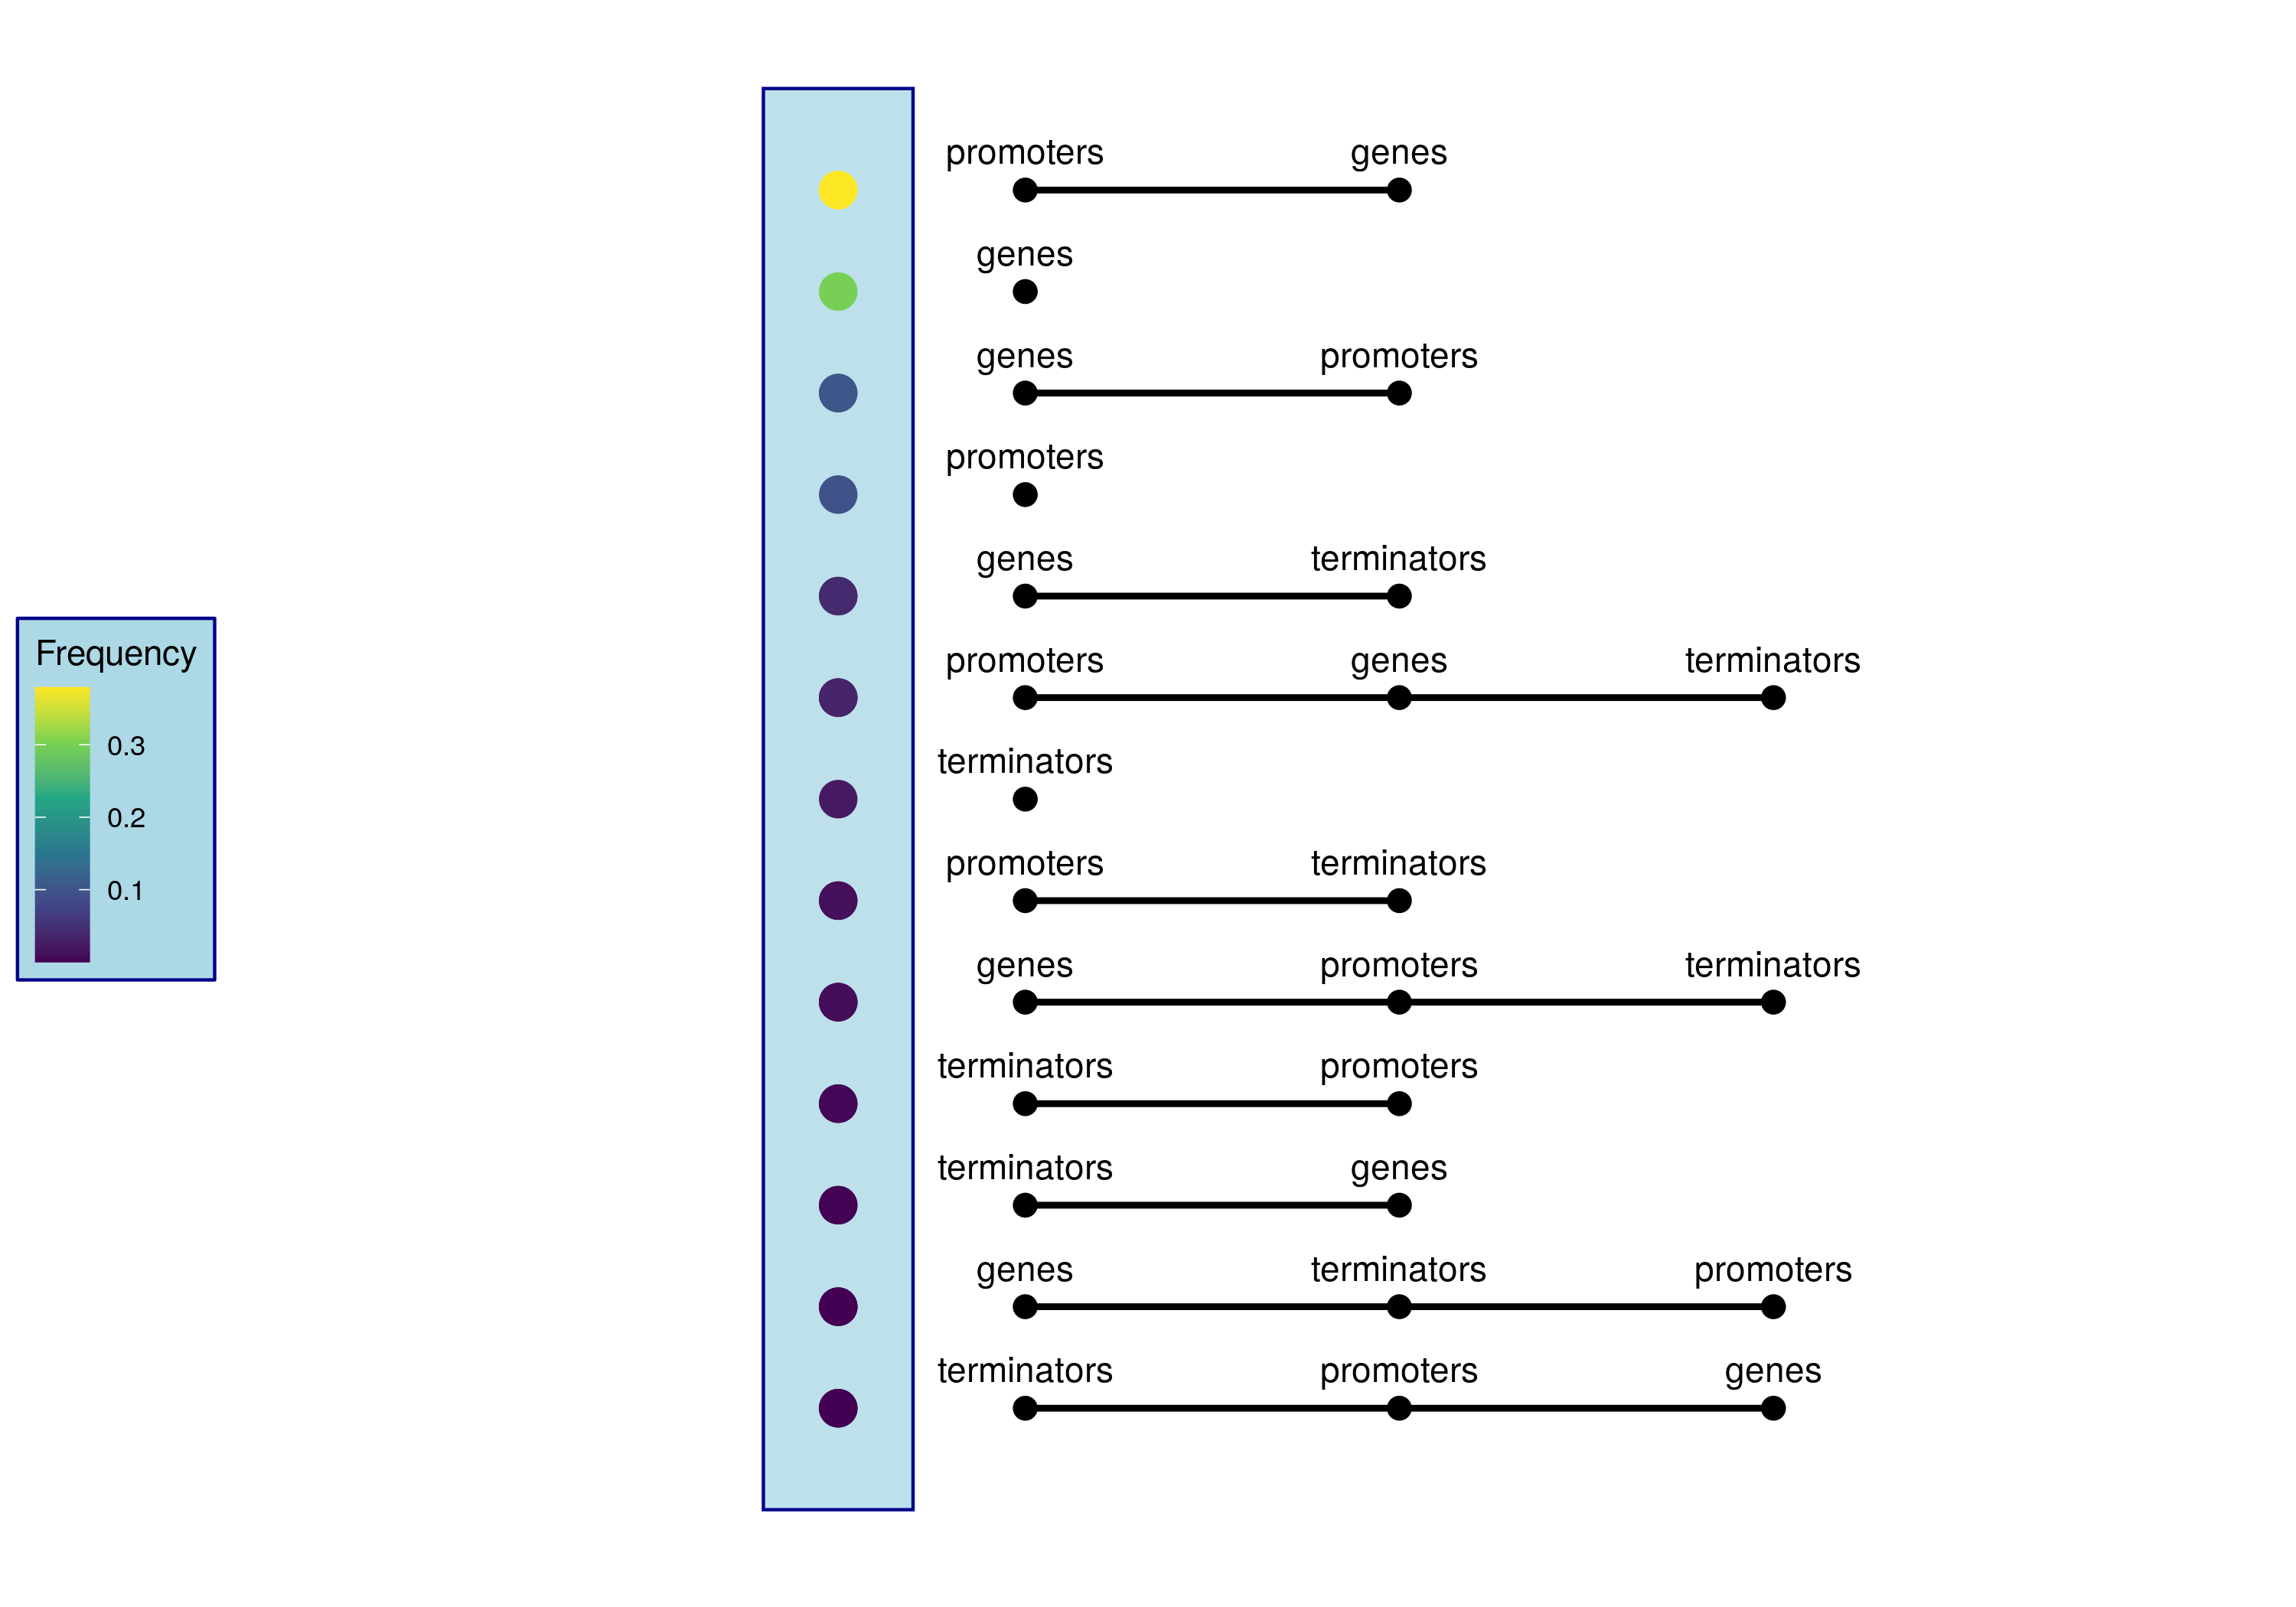 promoters genes
genes
genes promoters
promoters
genes terminators
Frequency
promoters genes terminators
0.3
terminators
0.2
promoters terminators
0.1
genes promoters terminators
terminators promoters
terminators genes
genes terminators promoters
terminators promoters genes